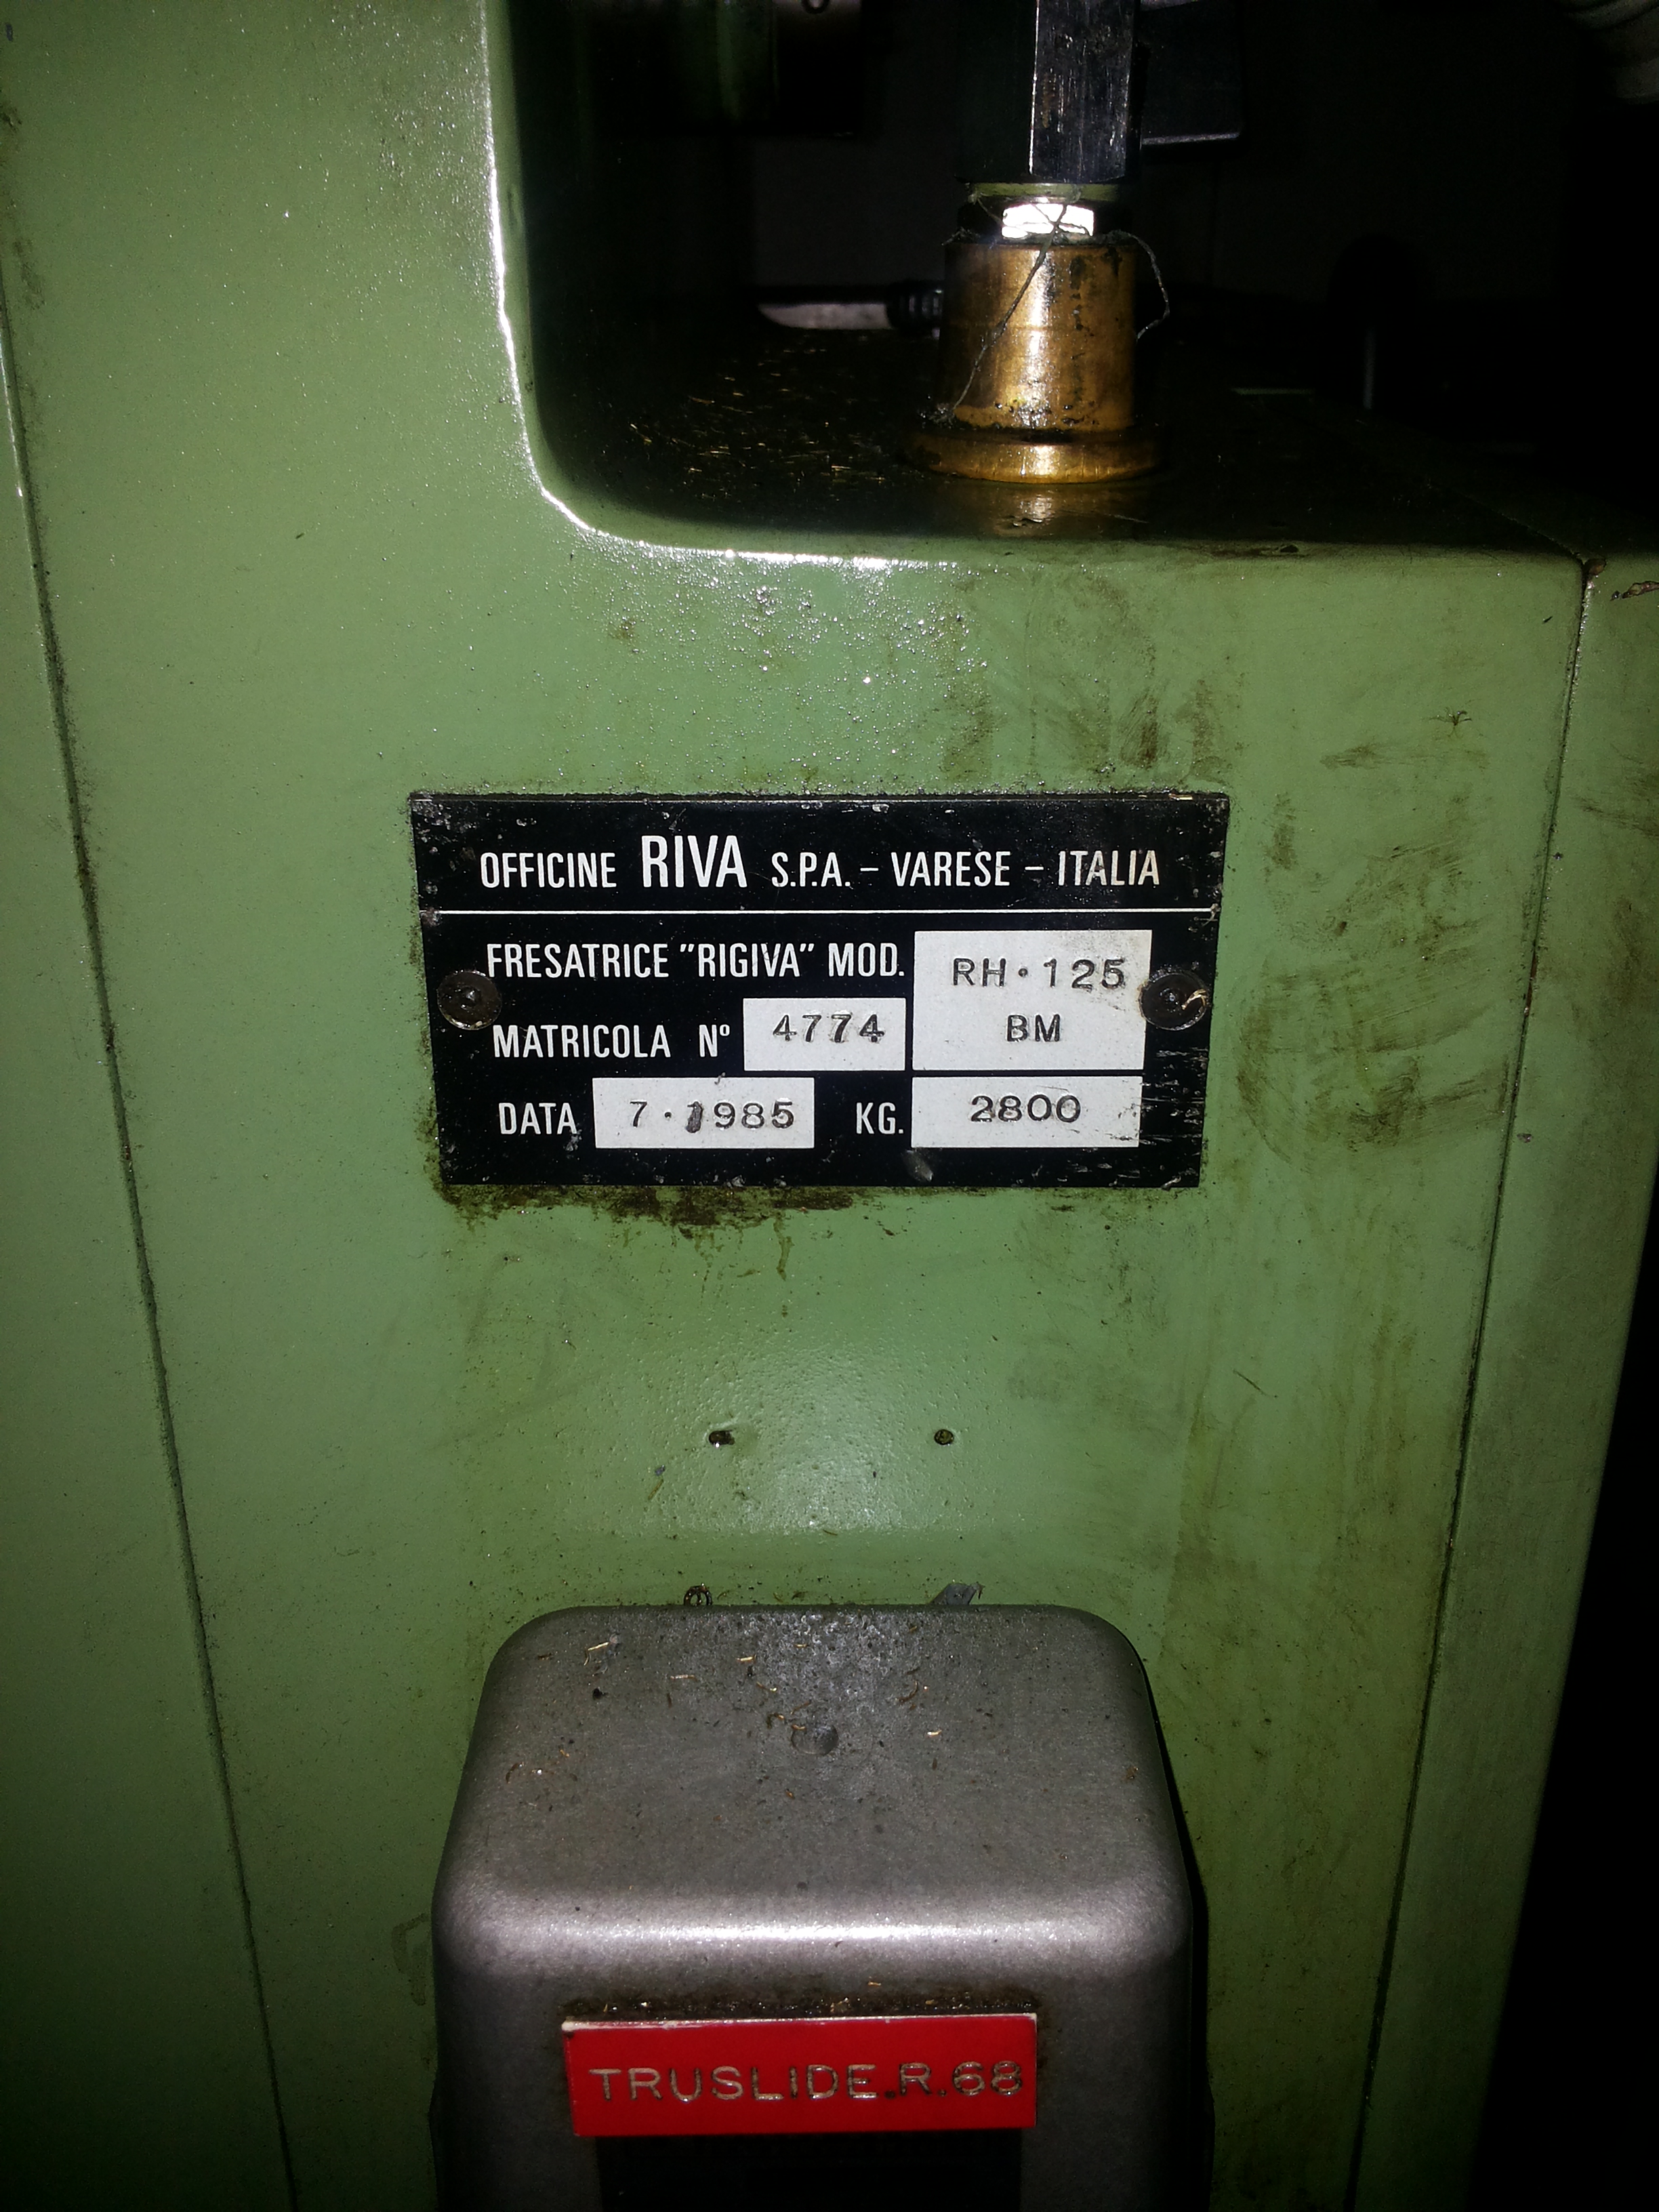 OFFICINE RIVA S.P.A. – VARESE – ITALIA
FRESATRICE "RIGIVA" MOD. RH·125
MATRICOLA Nº 4774 BM
DATA 7·1985 KG. 2800
TRUSLIDE.R.68